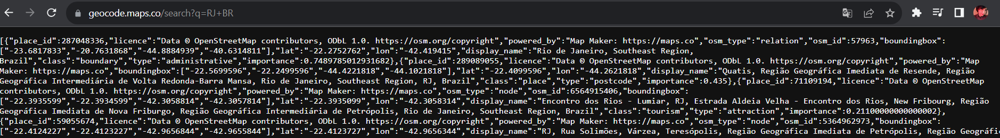 geocode.maps.co/search?q=RJ+BR
[{"place_id":287048336,"licence":"Data © OpenStreetMap contributors, ODbL 1.0. https://osm.org/copyright","powered_by":"Map Maker: https://maps.co","osm_type":"relation","osm_id":57963,"boundingbox":
["-23.6817833","-20.7631868","-44.8884939","-40.6314811"],"lat":"-22.2752762","lon":"-42.419415","display_name":"Rio de Janeiro, Southeast Region,
Brazil","class":"boundary","type":"administrative","importance":0.7489785012931682},{"place_id":289089055,"licence":"Data © OpenStreetMap contributors, ODbL 1.0. https://osm.org/copyright","powered_by":"Map
Maker: https://maps.co","boundingbox":["-22.5699596","-22.2499596","-44.4221818","-44.1021818"],"lat":"-22.4099596","lon":"-44.2621818","display_name":"Quatis, Região Geográfica Imediata de Resende, Região
Geográfica Intermediária de Volta Redonda-Barra Mansa, Rio de Janeiro, Southeast Region, RJ, Brazil","class":"place","type":"postcode","importance":0.435},{"place_id":71109194,"licence":"Data © OpenStreetMap
contributors, ODbL 1.0. https://osm.org/copyright","powered_by":"Map Maker: https://maps.co","osm_type":"node","osm_id":6564915406,"boundingbox":
["-22.3935599","-22.3934599","-42.3058814","-42.3057814"],"lat":"-22.3935099","lon":"-42.3058314","display_name":"Encontro dos Rios - Lumiar, RJ, Estrada Aldeia Velha - Encontro dos Rios, New Fribourg, Região
Geográfica Imediata de Nova Friburgo, Região Geográfica Intermediária de Petrópolis, Rio de Janeiro, Southeast Region, Brazil","class":"tourism","type":"attraction","importance":0.21100000000000002},
{"place_id":59055674,"licence":"Data © OpenStreetMap contributors, ODbL 1.0. https://osm.org/copyright","powered_by":"Map Maker: https://maps.co","osm_type":"node","osm_id":5364962973,"boundingbox":
["-22.4124227","-22.4123227","-42.9656844","-42.9655844"],"lat":"-22.4123727","lon":"-42.9656344","display_name":"RJ, Rua Solimões, Várzea, Teresópolis, Região Geográfica Imediata de Petrópolis, Região